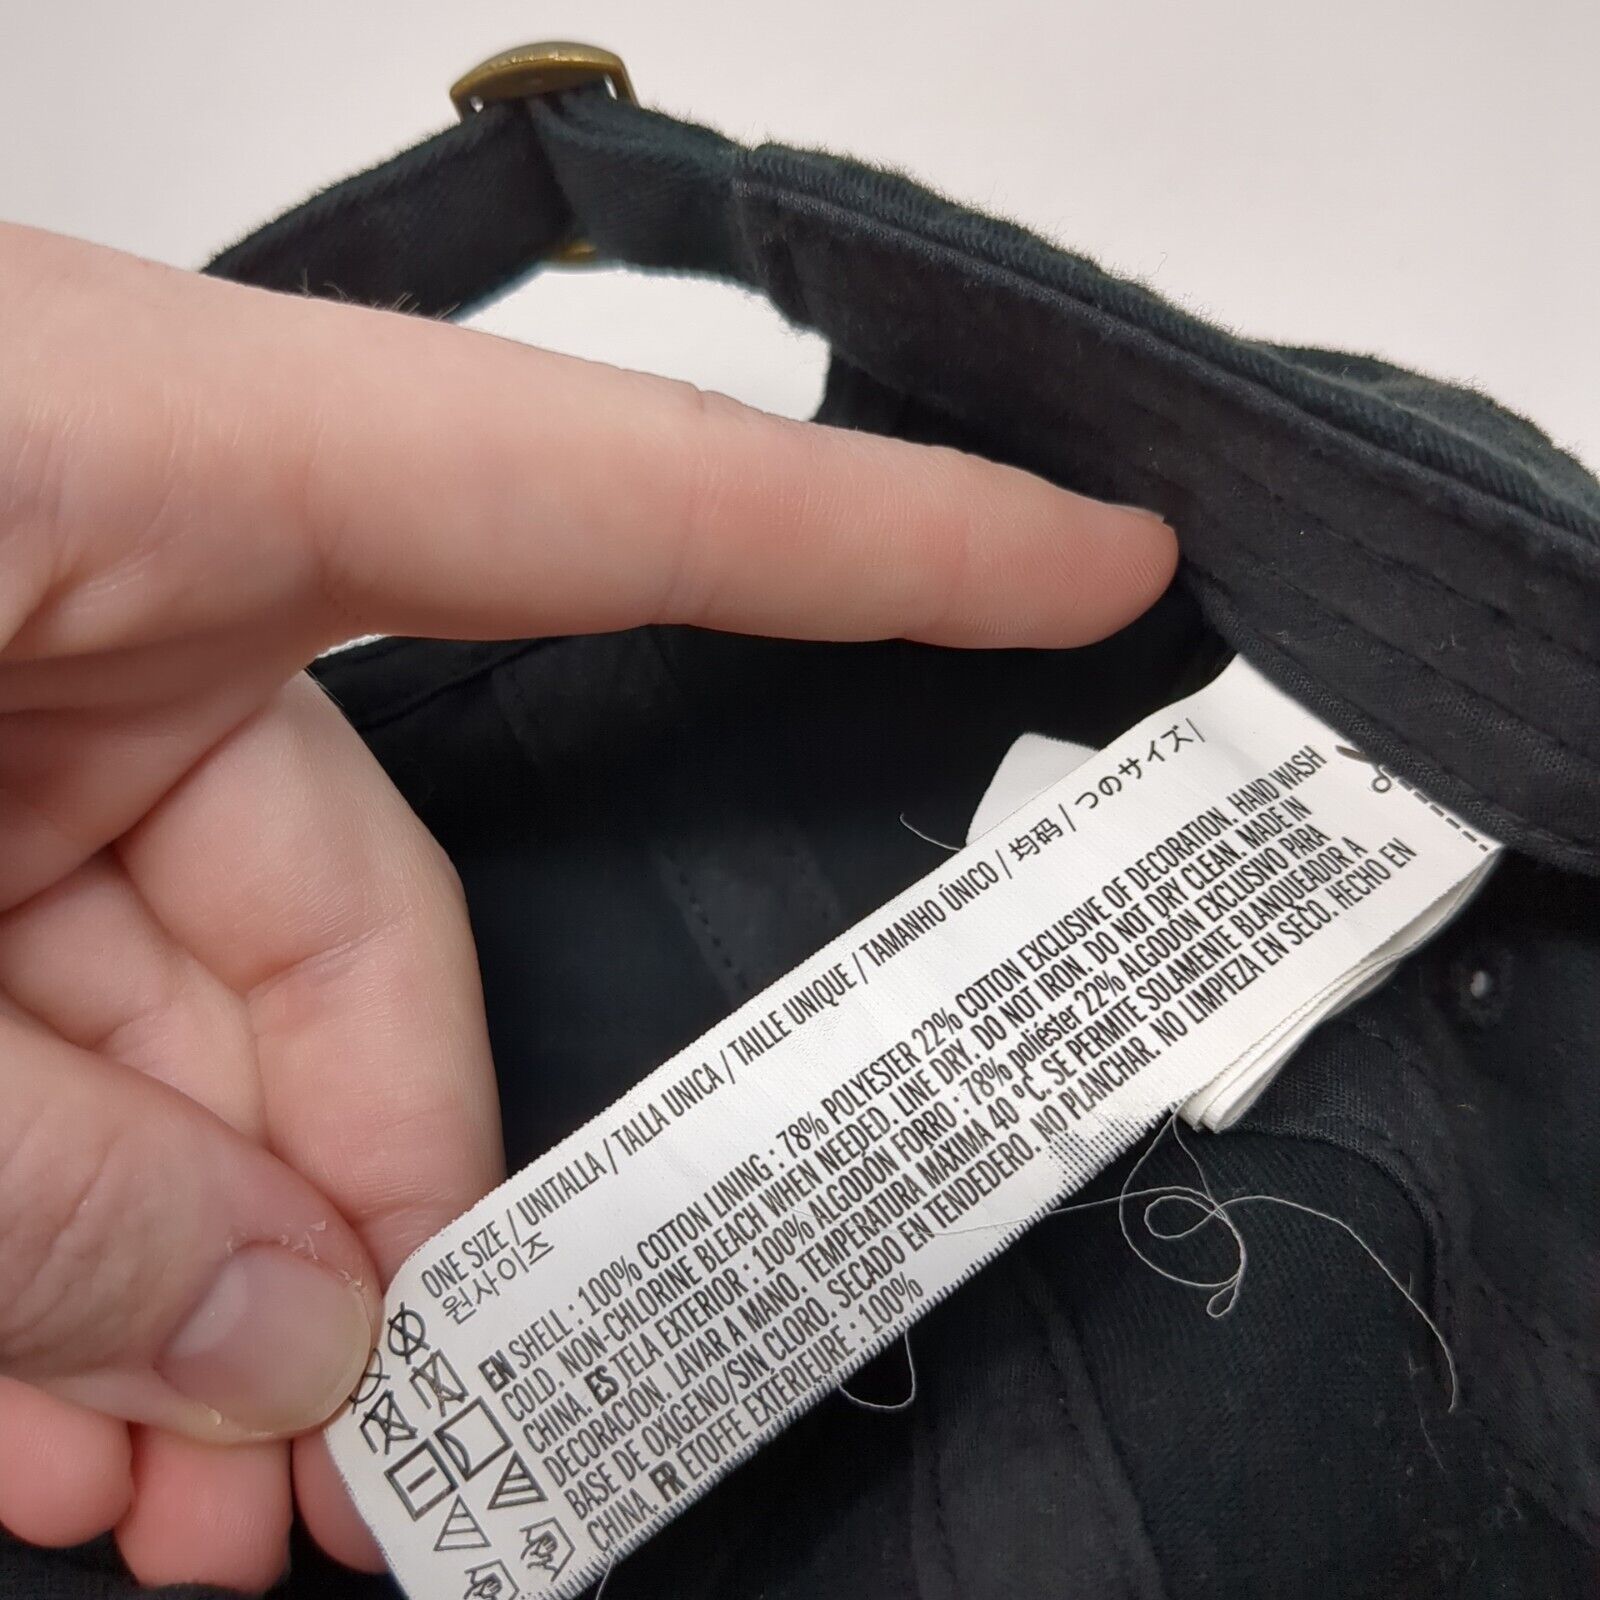 ONE SIZE / UNITALLA / TALLA UNICA / TAILLE UNIQUE / TAMANHO ÚNICO / 均码 / つのサイズ /
원사이즈
EN SHELL : 100% COTTON LINING : 78% POLYESTER 22% COTTON EXCLUSIVE OF DECORATION. HAND WASH
COLD. NON-CHLORINE BLEACH WHEN NEEDED. LINE DRY. DO NOT IRON. DO NOT DRY CLEAN. MADE IN
CHINA. ES TELA EXTERIOR : 100% ALGODON FORRO : 78% poliéster 22% ALGODÓN EXCLUSIVO PARA
DECORACIÓN. LAVAR A MANO. TEMPERATURA MÁXIMA 40 °C. SE PERMITE SOLAMENTE BLANQUEADOR A
BASE DE OXÍGENO/SIN CLORO. SECADO EN TENDEDERO. NO PLANCHAR. NO LIMPIEZA EN SECO. HECHO EN
CHINA. FR ETOFFE EXTÉRIEURE : 100%